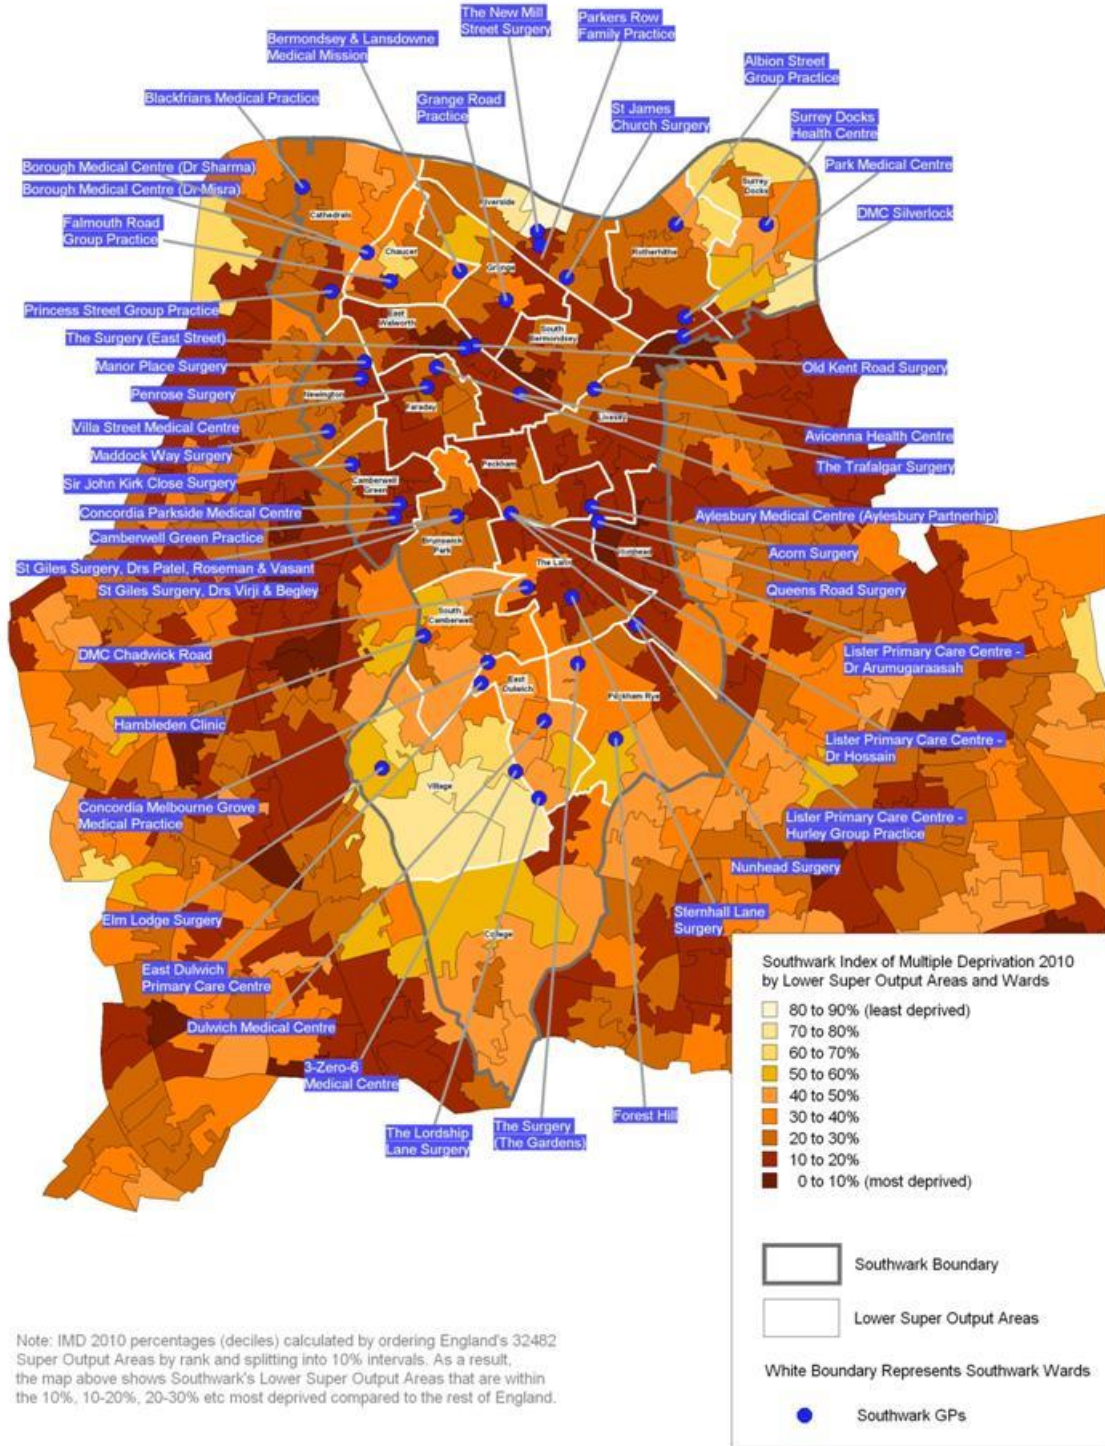 The New Mill
Street Surgery
Parkers Row
Family Practice
Bermondsey & Lansdowne
Medical Mission
Albion Street
Group Practice
Blackfriars Medical Practice
Grange Road
Practice
St James
Church Surgery
Surrey Docks
Health Centre
Borough Medical Centre (Dr Sharma)
Park Medical Centre
Borough Medical Centre (Dr Misra)
Surrey
Docks
Riverside
Cathedrals
DMC Silverlock
Falmouth Road
Group Practice
Chaucer
Rotherhithe
Grange
Princess Street Group Practice
East
Walworth
South
Bermondsey
The Surgery (East Street)
Manor Place Surgery
Old Kent Road Surgery
Penrose Surgery
Newington
Faraday
Livesey
Villa Street Medical Centre
Avicenna Health Centre
Maddock Way Surgery
Peckham
The Trafalgar Surgery
Sir John Kirk Close Surgery
Camberwell
Green
Concordia Parkside Medical Centre
Aylesbury Medical Centre (Aylesbury Partnerhip)
Camberwell Green Practice
Brunswick
Park
Nunhead
Acorn Surgery
St Giles Surgery, Drs Patel, Roseman & Vasant
The Lane
St Giles Surgery, Drs Virji & Begley
Queens Road Surgery
South
Camberwell
DMC Chadwick Road
Lister Primary Care Centre -
Dr Arumugaraasah
East
Dulwich
Peckham Rye
Hambleden Clinic
Lister Primary Care Centre -
Dr Hossain
Village
Concordia Melbourne Grove
Medical Practice
Lister Primary Care Centre -
Hurley Group Practice
Nunhead Surgery
Elm Lodge Surgery
Sternhall Lane
Surgery
College
East Dulwich
Primary Care Centre
Dulwich Medical Centre
3-Zero-6
Medical Centre
The Lordship
Lane Surgery
The Surgery
(The Gardens)
Forest Hill
Southwark Index of Multiple Deprivation 2010
by Lower Super Output Areas and Wards
80 to 90% (least deprived)
70 to 80%
60 to 70%
50 to 60%
40 to 50%
30 to 40%
20 to 30%
10 to 20%
0 to 10% (most deprived)
Southwark Boundary
Lower Super Output Areas
White Boundary Represents Southwark Wards
Southwark GPs
Note: IMD 2010 percentages (deciles) calculated by ordering England's 32482
Super Output Areas by rank and splitting into 10% intervals. As a result,
the map above shows Southwark's Lower Super Output Areas that are within
the 10%, 10-20%, 20-30% etc most deprived compared to the rest of England.